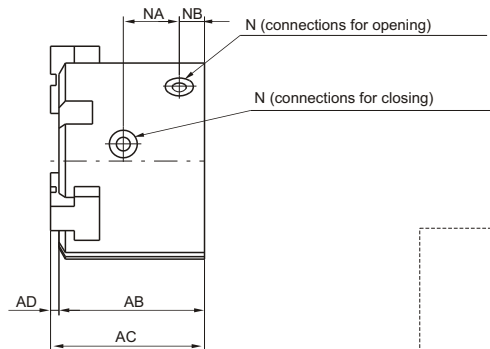 NA NB
N (connections for opening)
N (connections for closing)
AD AB
AC